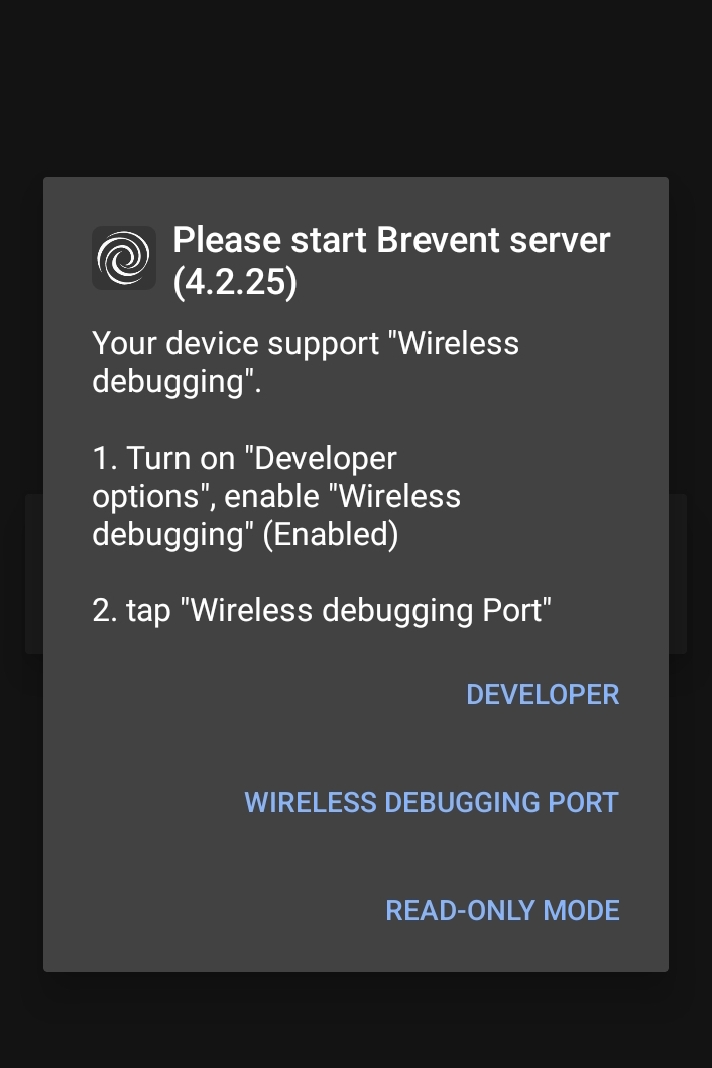 Please start Brevent server
(4.2.25)
Your device support "Wireless
debugging".
1. Turn on "Developer
options", enable "Wireless
debugging" (Enabled)
2. tap "Wireless debugging Port"
DEVELOPER
WIRELESS DEBUGGING PORT
READ-ONLY MODE